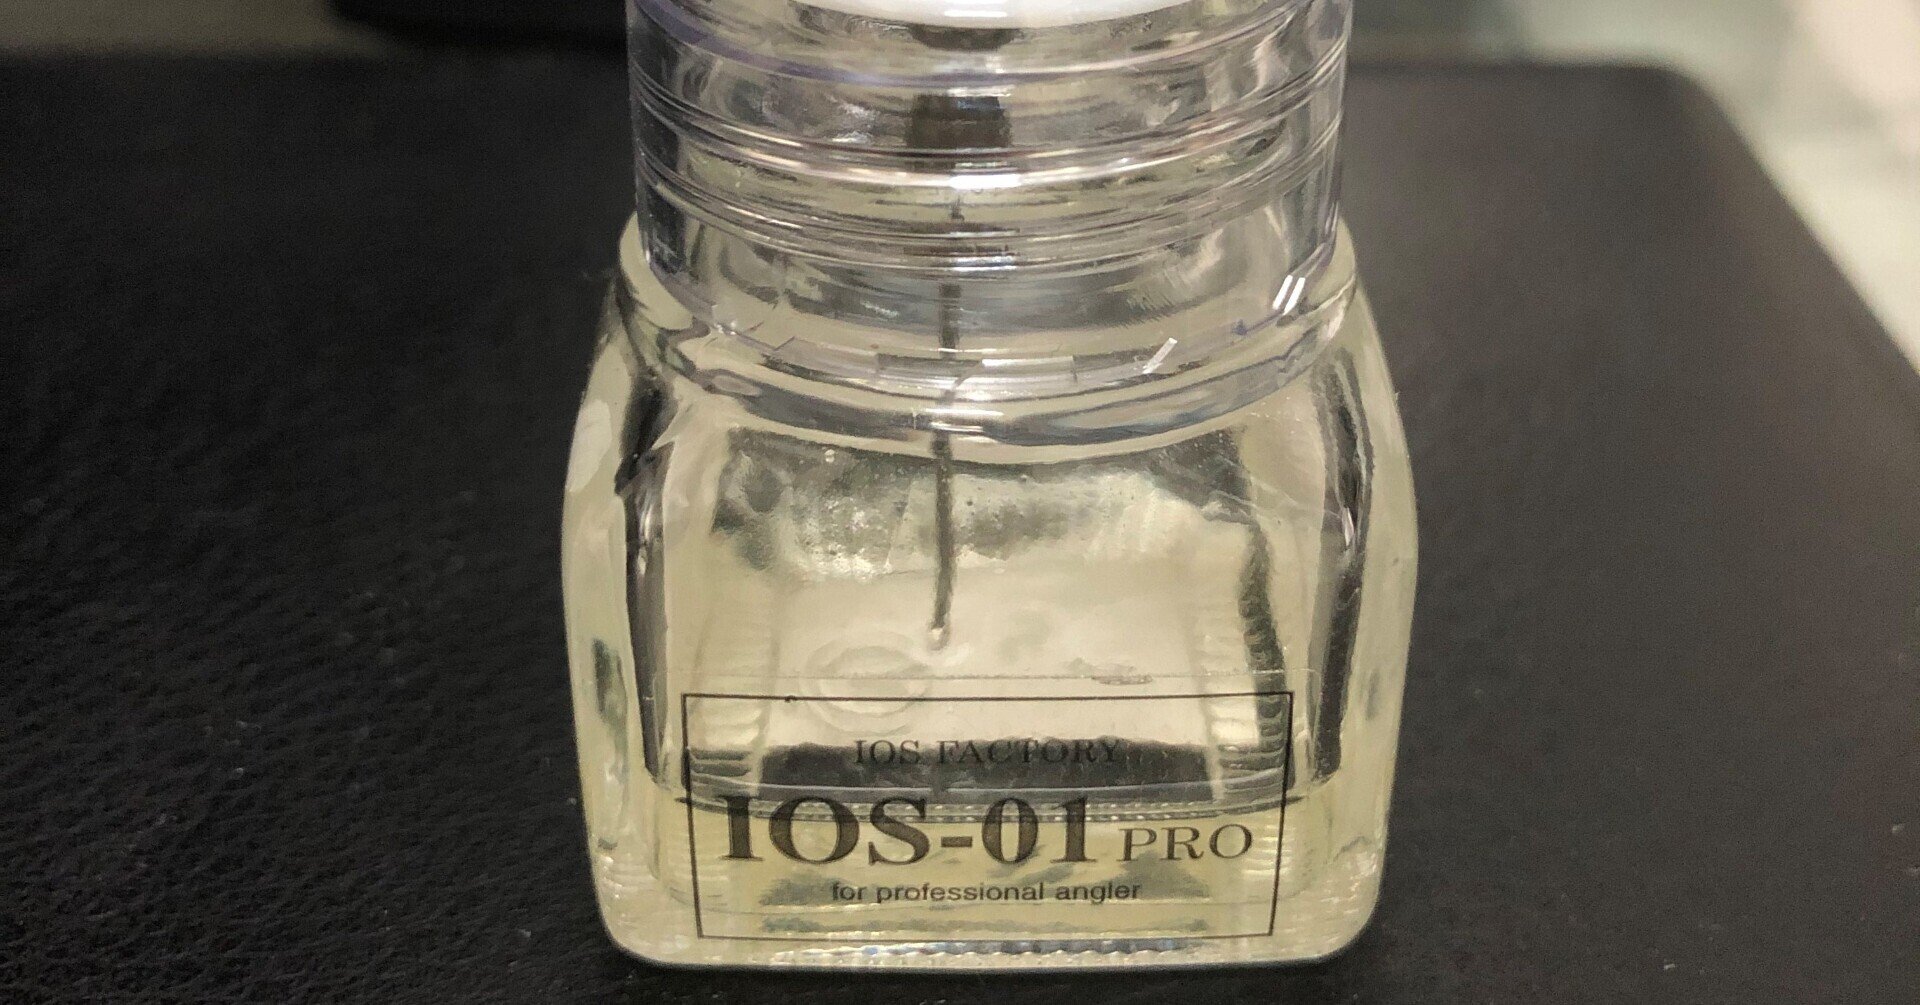 IOS FACTORY
IOS-01 PRO
for professional angler